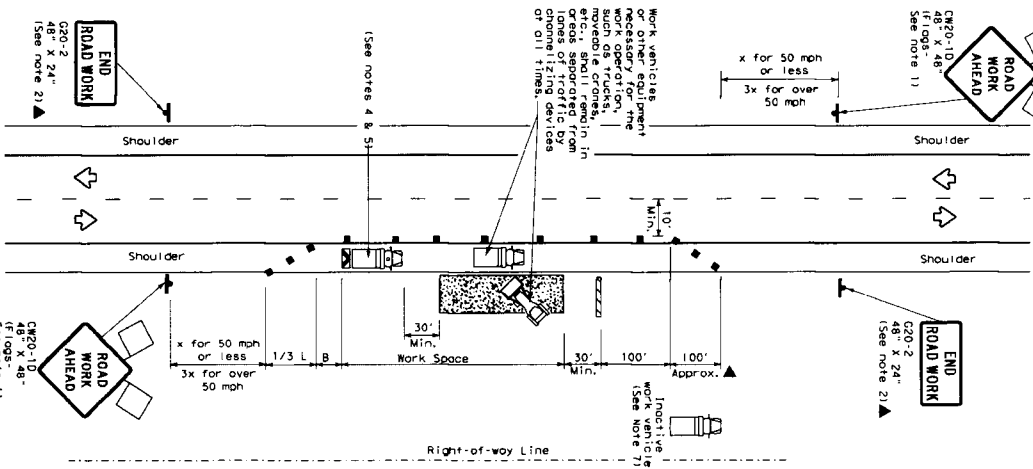 CW20-1D
48" X 48"
(Flags-
See note 1)
ROAD
WORK
AHEAD
x for 50 mph
or less
3x for over
50 mph
Work vehicles
or other equipment
necessary for the
work operation,
such as trucks,
moveable cranes,
etc., shall remain in
areas separated from
lanes of traffic by
channelizing devices
at all times.
(See notes 4 & 5)
END
ROAD WORK
G20-2
48" X 24"
(See note 2)▲
Shoulder
Shoulder
10'
Min.
Shoulder
Shoulder
30'
Min.
x for 50 mph
or less
3x for over
50 mph
1/3 L
B
Work Space
30'
Min.
100'
100'
Approx. ▲
END
ROAD WORK
G20-2
48" X 24"
(See note 2)▲
ROAD
WORK
AHEAD
CW20-1D
48" X 48"
(Flags-
Inactive
work vehicle
(See Note 7)
Right-of-way Line